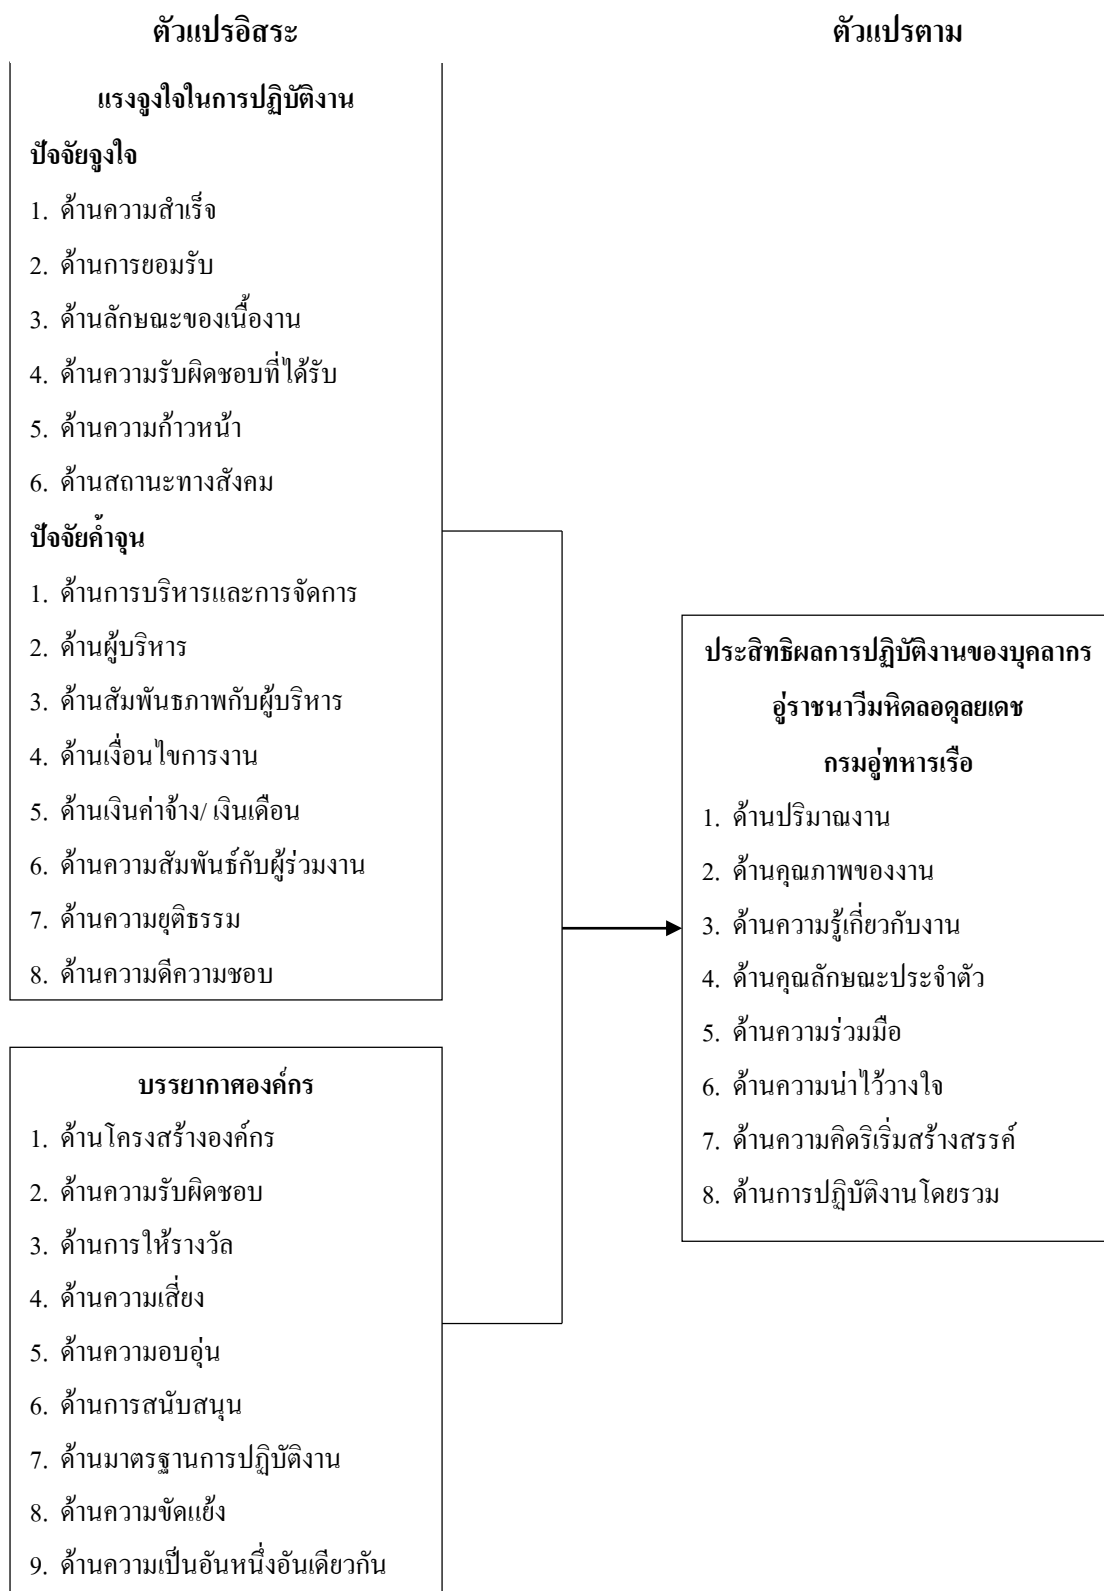 ตัวแปรอิสระ
ตัวแปรตาม
แรงจูงใจในการปฏิบัติงาน
ปัจจัยจูงใจ
1. ด้านความสำเร็จ
2. ด้านการยอมรับ
3. ด้านลักษณะของเนื้องาน
4. ด้านความรับผิดชอบที่ได้รับ
5. ด้านความก้าวหน้า
6. ด้านสถานะทางสังคม
ปัจจัยค้ำจุน
1. ด้านการบริหารและการจัดการ
2. ด้านผู้บริหาร
3. ด้านสัมพันธภาพกับผู้บริหาร
4. ด้านเงื่อนไขการงาน
5. ด้านเงินค่าจ้าง/ เงินเดือน
6. ด้านความสัมพันธ์กับผู้ร่วมงาน
7. ด้านความยุติธรรม
8. ด้านความดีความชอบ
บรรยากาศองค์กร
1. ด้านโครงสร้างองค์กร
2. ด้านความรับผิดชอบ
3. ด้านการให้รางวัล
4. ด้านความเสี่ยง
5. ด้านความอบอุ่น
6. ด้านการสนับสนุน
7. ด้านมาตรฐานการปฏิบัติงาน
8. ด้านความขัดแย้ง
9. ด้านความเป็นอันหนึ่งอันเดียวกัน
ประสิทธิผลการปฏิบัติงานของบุคลากร
อู่ราชนาวีมหิดลอดุลยเดช
กรมอู่ทหารเรือ
1. ด้านปริมาณงาน
2. ด้านคุณภาพของงาน
3. ด้านความรู้เกี่ยวกับงาน
4. ด้านคุณลักษณะประจำตัว
5. ด้านความร่วมมือ
6. ด้านความน่าไว้วางใจ
7. ด้านความคิดริเริ่มสร้างสรรค์
8. ด้านการปฏิบัติงานโดยรวม